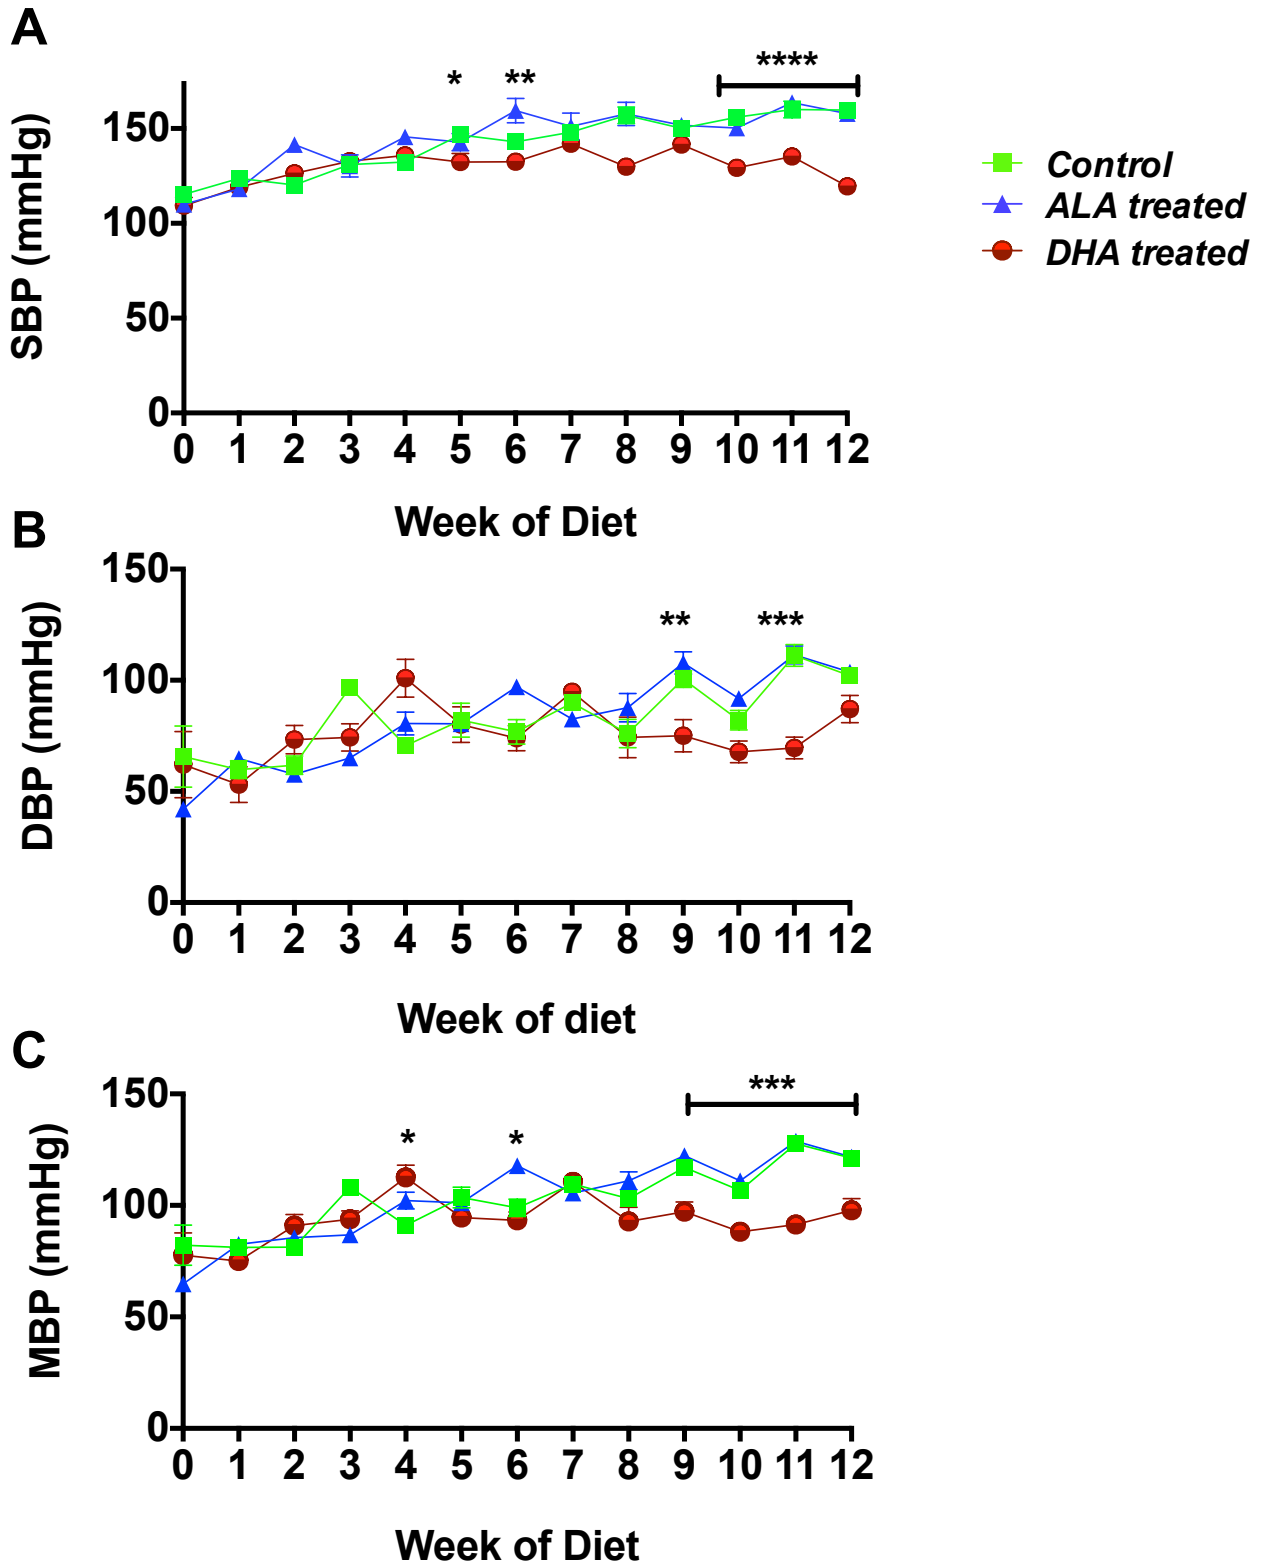 A
* ** ****
SBP (mmHg)
150
100
50
0
0 1 2 3 4 5 6 7 8 9 10 11 12
Week of Diet
Control
ALA treated
DHA treated
B
** ***
DBP (mmHg)
150
100
50
0
0 1 2 3 4 5 6 7 8 9 10 11 12
Week of diet
C
* * ***
MBP (mmHg)
150
100
50
0
0 1 2 3 4 5 6 7 8 9 10 11 12
Week of Diet